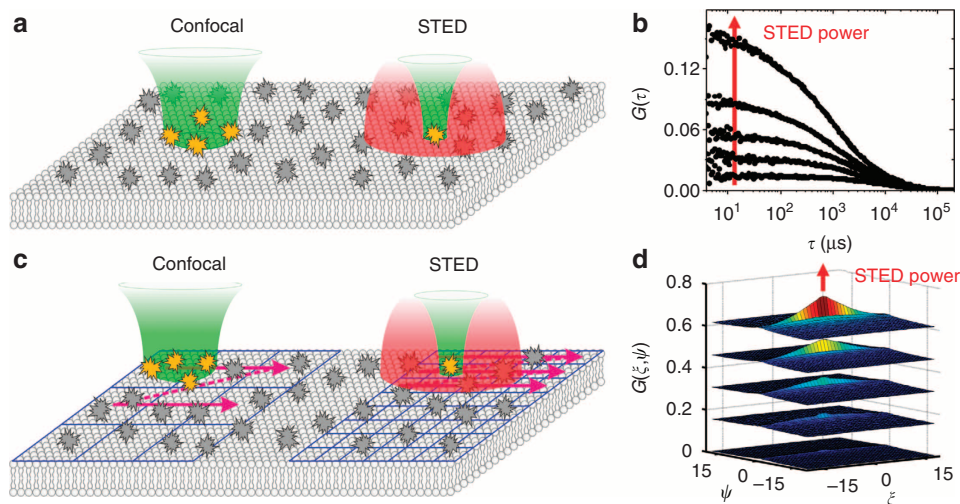 a
Confocal
STED
b
STED power
G(τ)
0.12
0.06
0.00
10¹
10²
10³
10⁴
10⁵
τ (μs)
c
Confocal
STED
d
STED power
G(ξ,ψ)
0.8
0.6
0.4
0.2
0
15
0
−15
ψ
−15
0
15
ξ